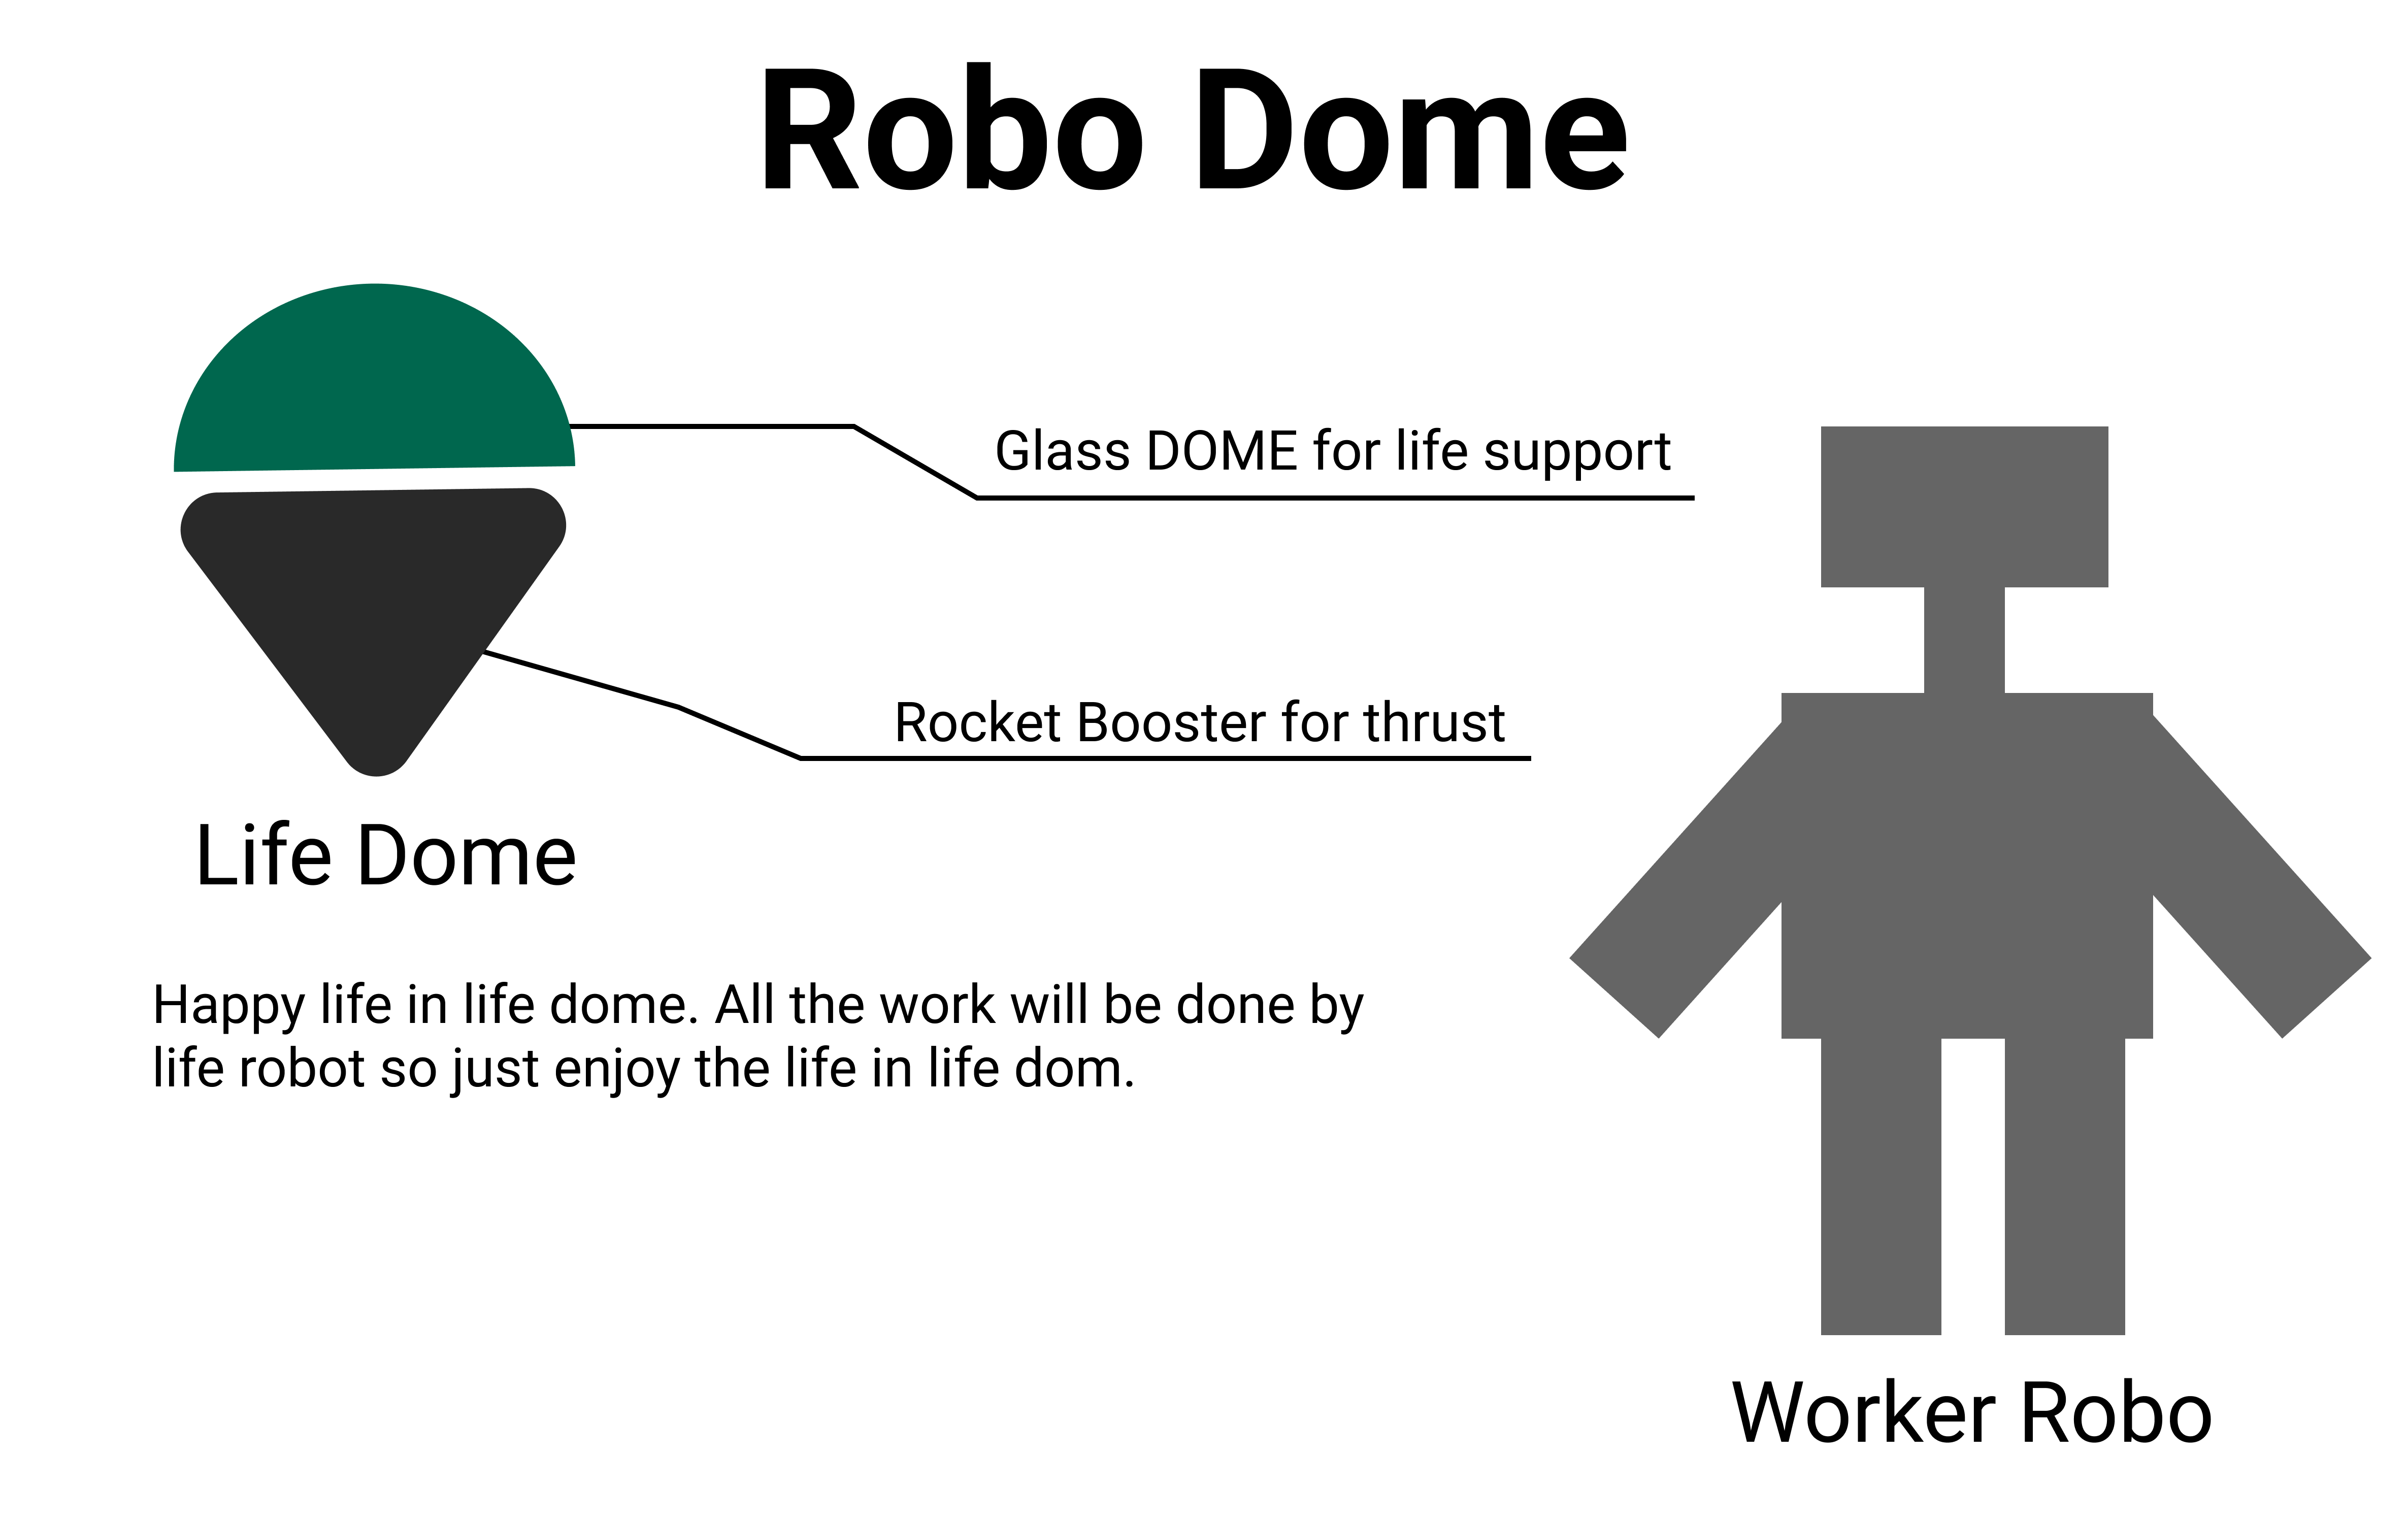 Robo Dome
Glass DOME for life support
Rocket Booster for thrust
Life Dome
Happy life in life dome. All the work will be done by
life robot so just enjoy the life in life dom.
Worker Robo